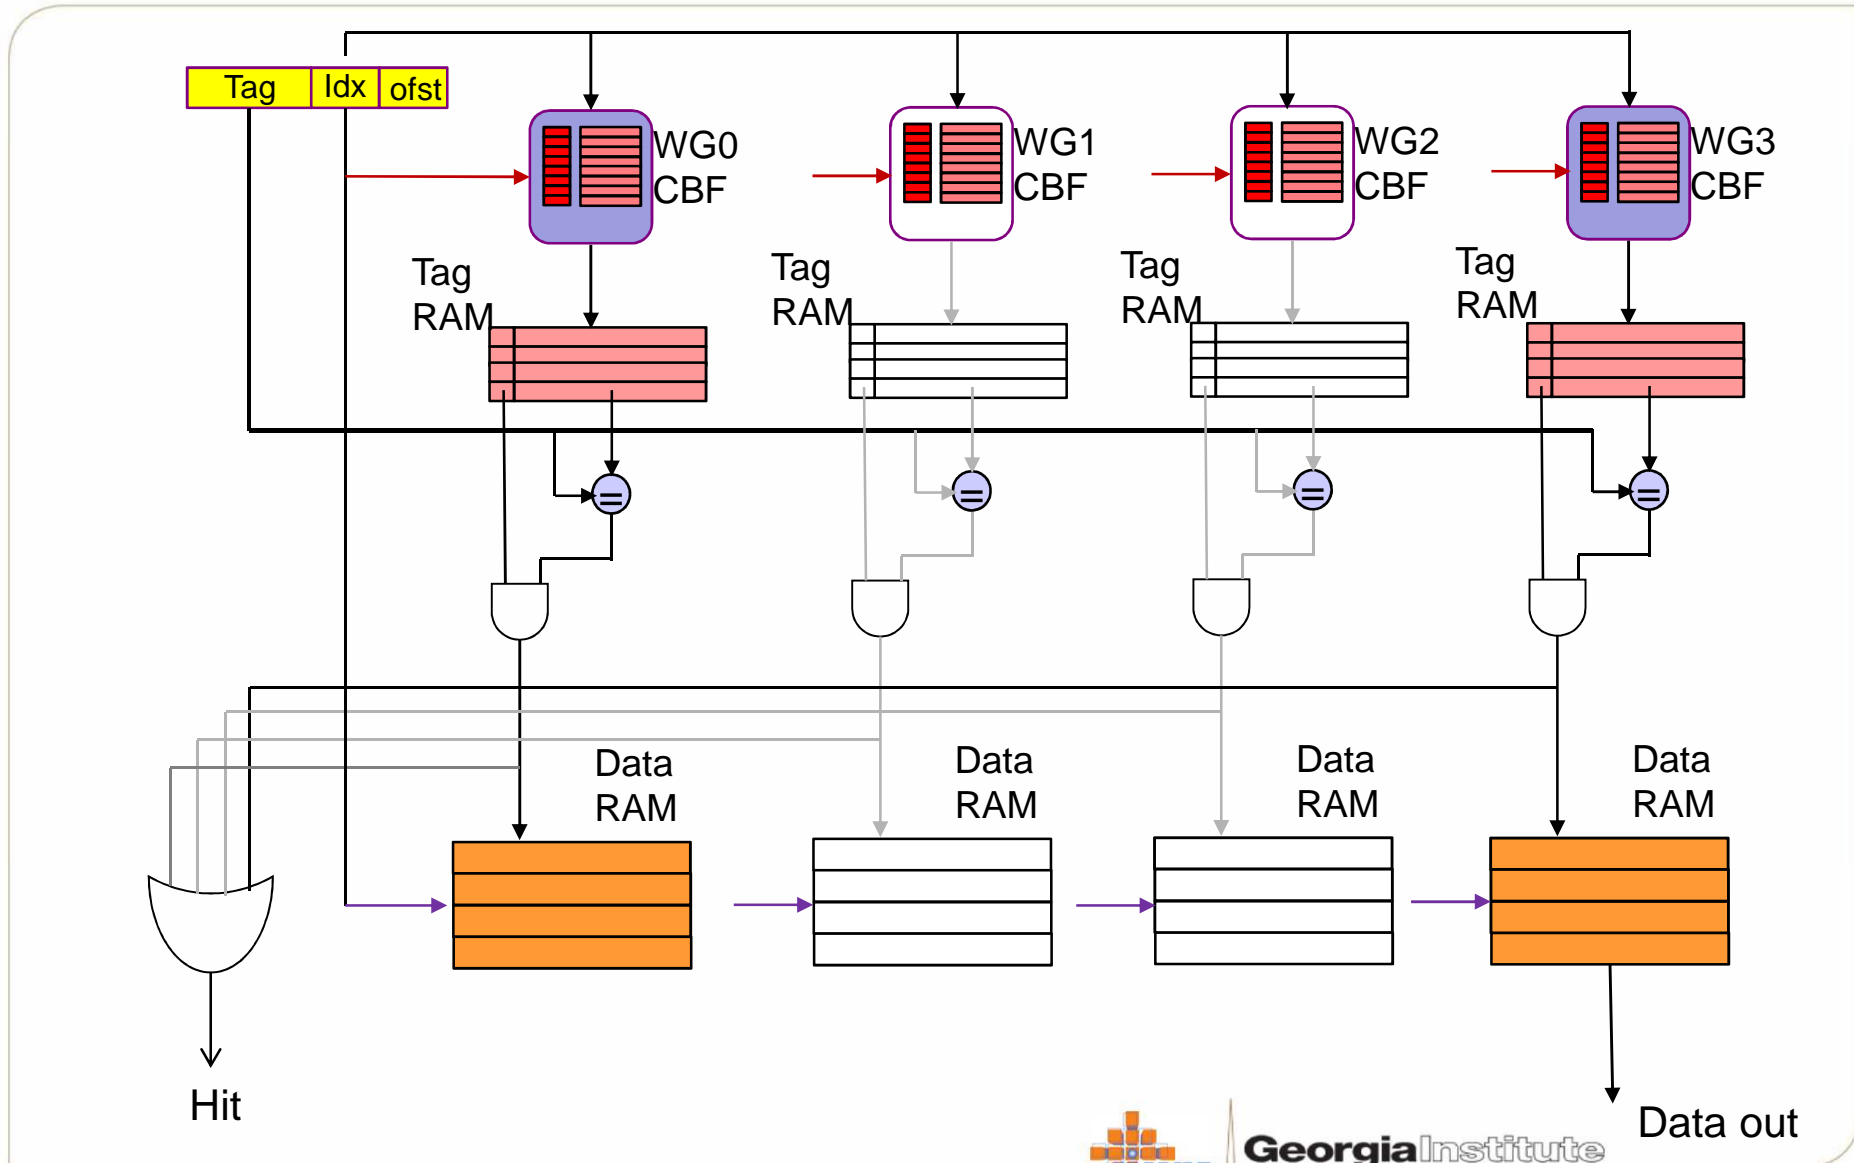 Tag Idx ofst
WG0
CBF
WG1
CBF
WG2
CBF
WG3
CBF
Tag
RAM
Tag
RAM
Tag
RAM
Tag
RAM
=
=
=
=
Data
RAM
Data
RAM
Data
RAM
Data
RAM
Hit
Data out
GeorgiaInstitute